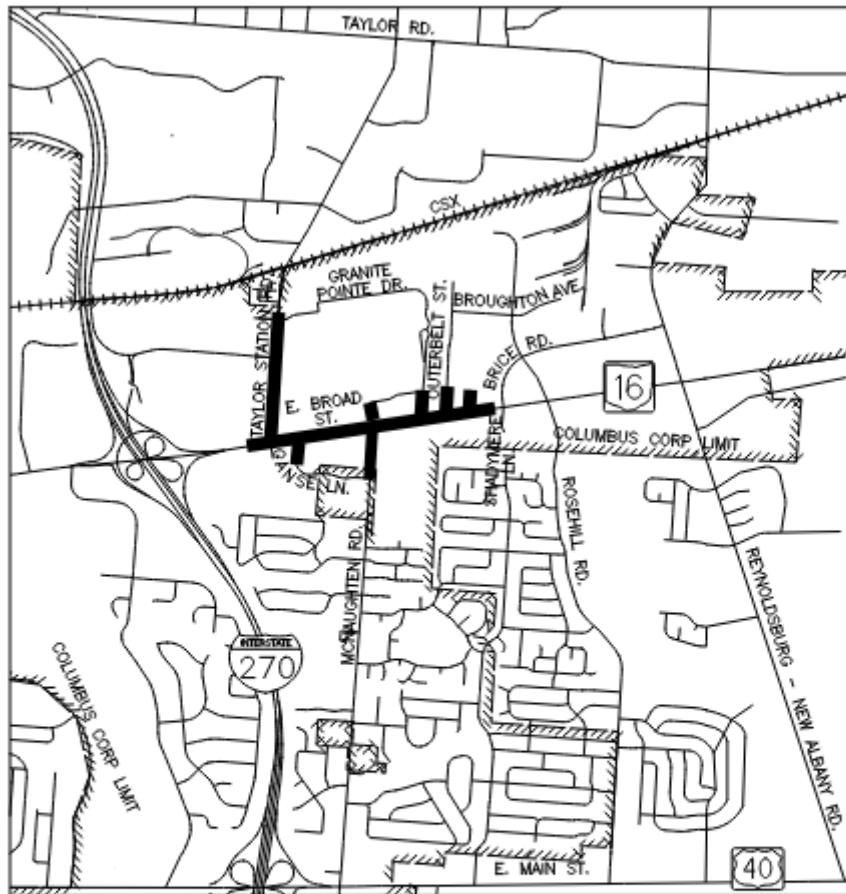 TAYLOR RD.
CSX
GRANITE
POINTE DR.
OUTERBELT ST.
BROUGHTON AVE.
TAYLOR STATION RD.
BRICE RD.
E. BROAD
ST.
16
COLUMBUS CORP LIMIT
SHADYMERE
LN.
GANSE LN.
ROSEHILL RD.
MCNAUGHTEN RD.
REYNOLDSBURG - NEW ALBANY RD.
INTERSTATE
270
COLUMBUS CORP LIMIT
E. MAIN ST.
40